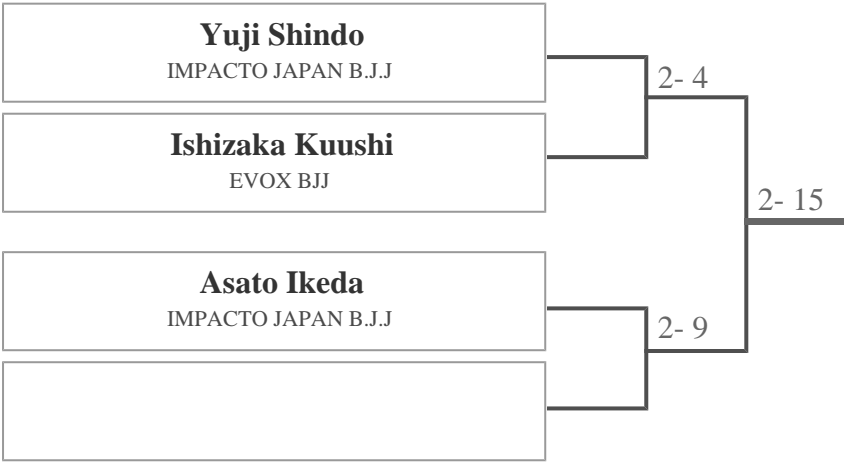 Yuji Shindo
IMPACTO JAPAN B.J.J
2- 4
Ishizaka Kuushi
EVOX BJJ
2- 15
Asato Ikeda
IMPACTO JAPAN B.J.J
2- 9